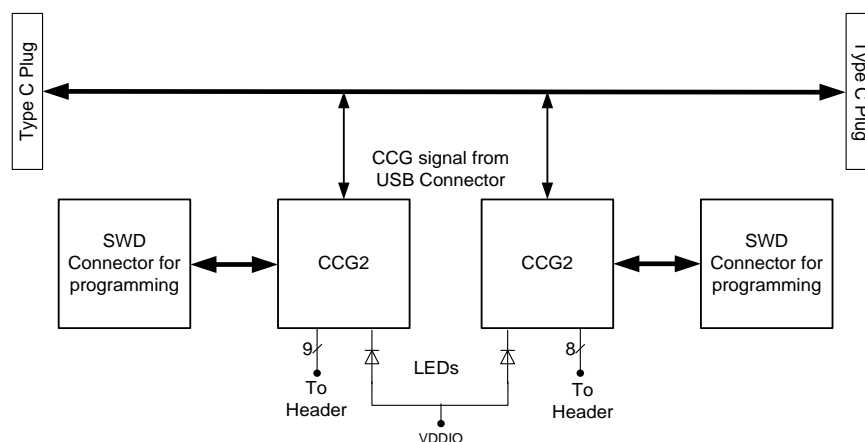 Type C Plug
Type C Plug
CCG signal from
USB Connector
SWD
Connector for
programming
CCG2
CCG2
SWD
Connector for
programming
9
LEDs
8
To
Header
To
Header
VDDIO